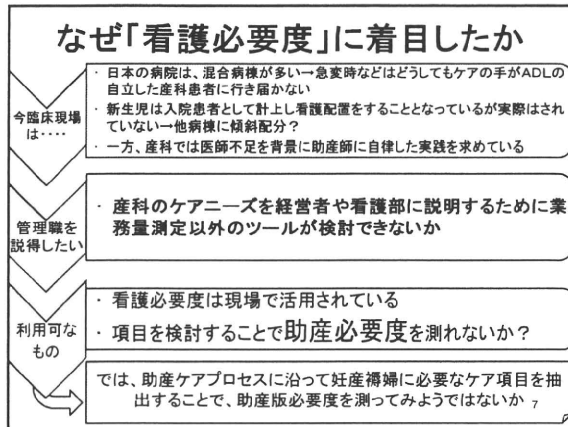 なぜ「看護必要度」に着目したか
今臨床現場
は‥‥
・ 日本の病院は、混合病棟が多い→急変時などはどうしてもケアの手がADLの
自立した産科患者に行き届かない
・ 新生児は入院患者として計上し看護配置をすることとなっているが実際はされ
ていない→他病棟に傾斜配分？
・ 一方、産科では医師不足を背景に助産師に自律した実践を求めている
管理職を
説得したい
・ 産科のケアニーズを経営者や看護部に説明するために業
務量測定以外のツールが検討できないか
利用可な
もの
・ 看護必要度は現場で活用されている
・ 項目を検討することで助産必要度を測れないか？
では、助産ケアプロセスに沿って妊産褥婦に必要なケア項目を抽
出することで、助産版必要度を測ってみようではないか
7